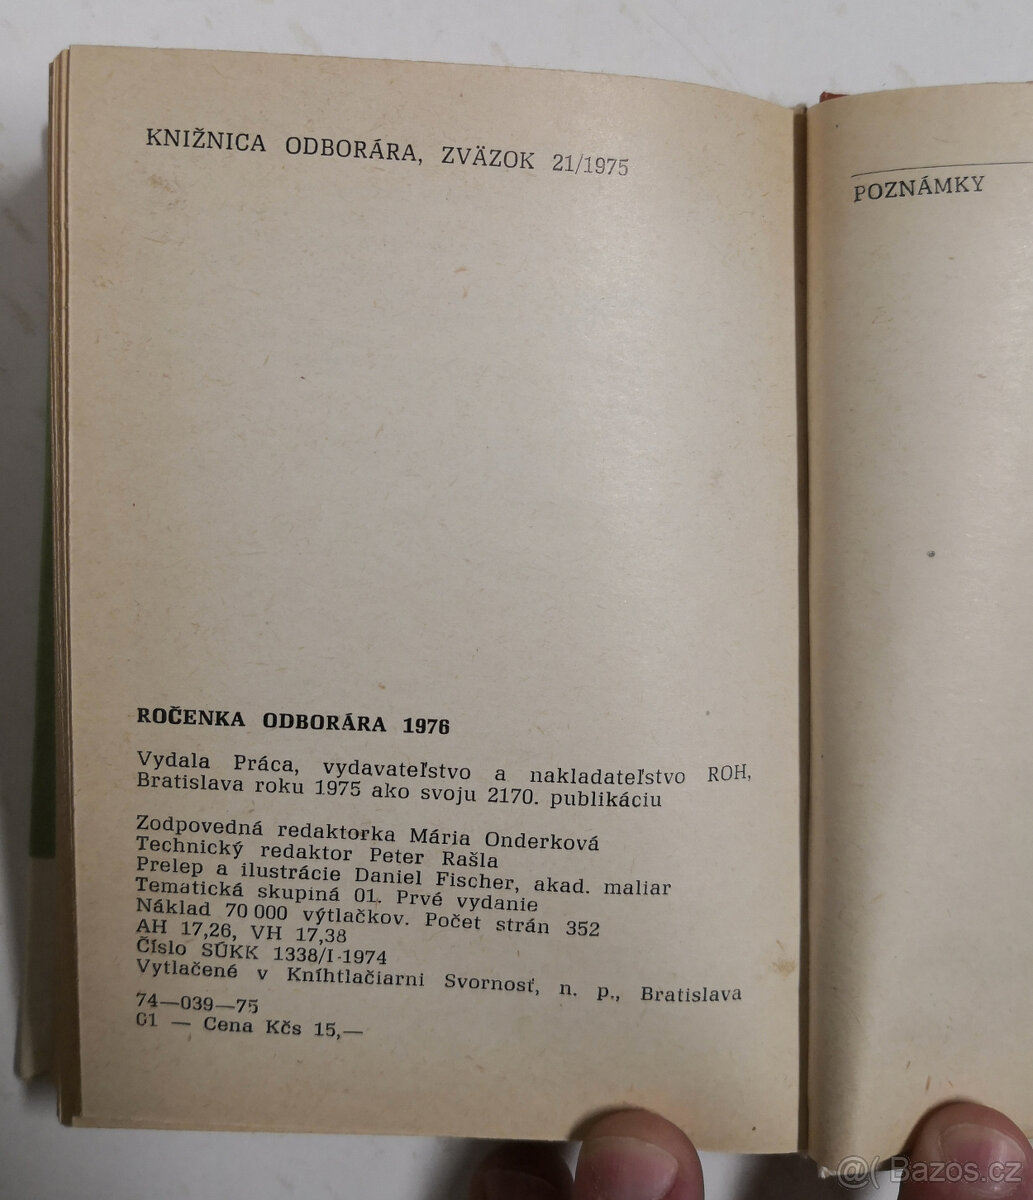 KNIŽNICA ODBORÁRA, ZVÄZOK 21/1975
ROČENKA ODBORÁRA 1976
Vydala Práca, vydavateľstvo a nakladateľstvo ROH,
Bratislava roku 1975 ako svoju 2170. publikáciu
Zodpovedná redaktorka Mária Onderková
Technický redaktor Peter Rašla
Prelep a ilustrácie Daniel Fischer, akad. maliar
Tematická skupiná 01. Prvé vydanie
Náklad 70 000 výtlačkov. Počet strán 352
AH 17,26, VH 17,38
Číslo SÚKK 1338/I-1974
Vytlačené v Kníhtlačiarni Svornosť, n. p., Bratislava
74—039—75
01 — Cena Kčs 15,—
POZNÁMKY
@( Bazos.cz